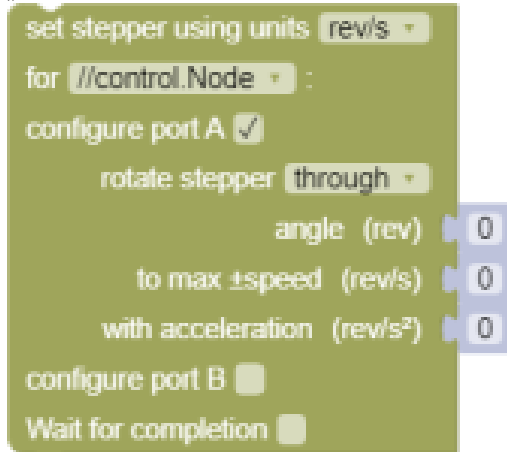 set stepper using units rev/s
for //control.Node :
configure port A ✓
rotate stepper through
angle (rev) 0
to max ±speed (rev/s) 0
with acceleration (rev/s²) 0
configure port B
Wait for completion